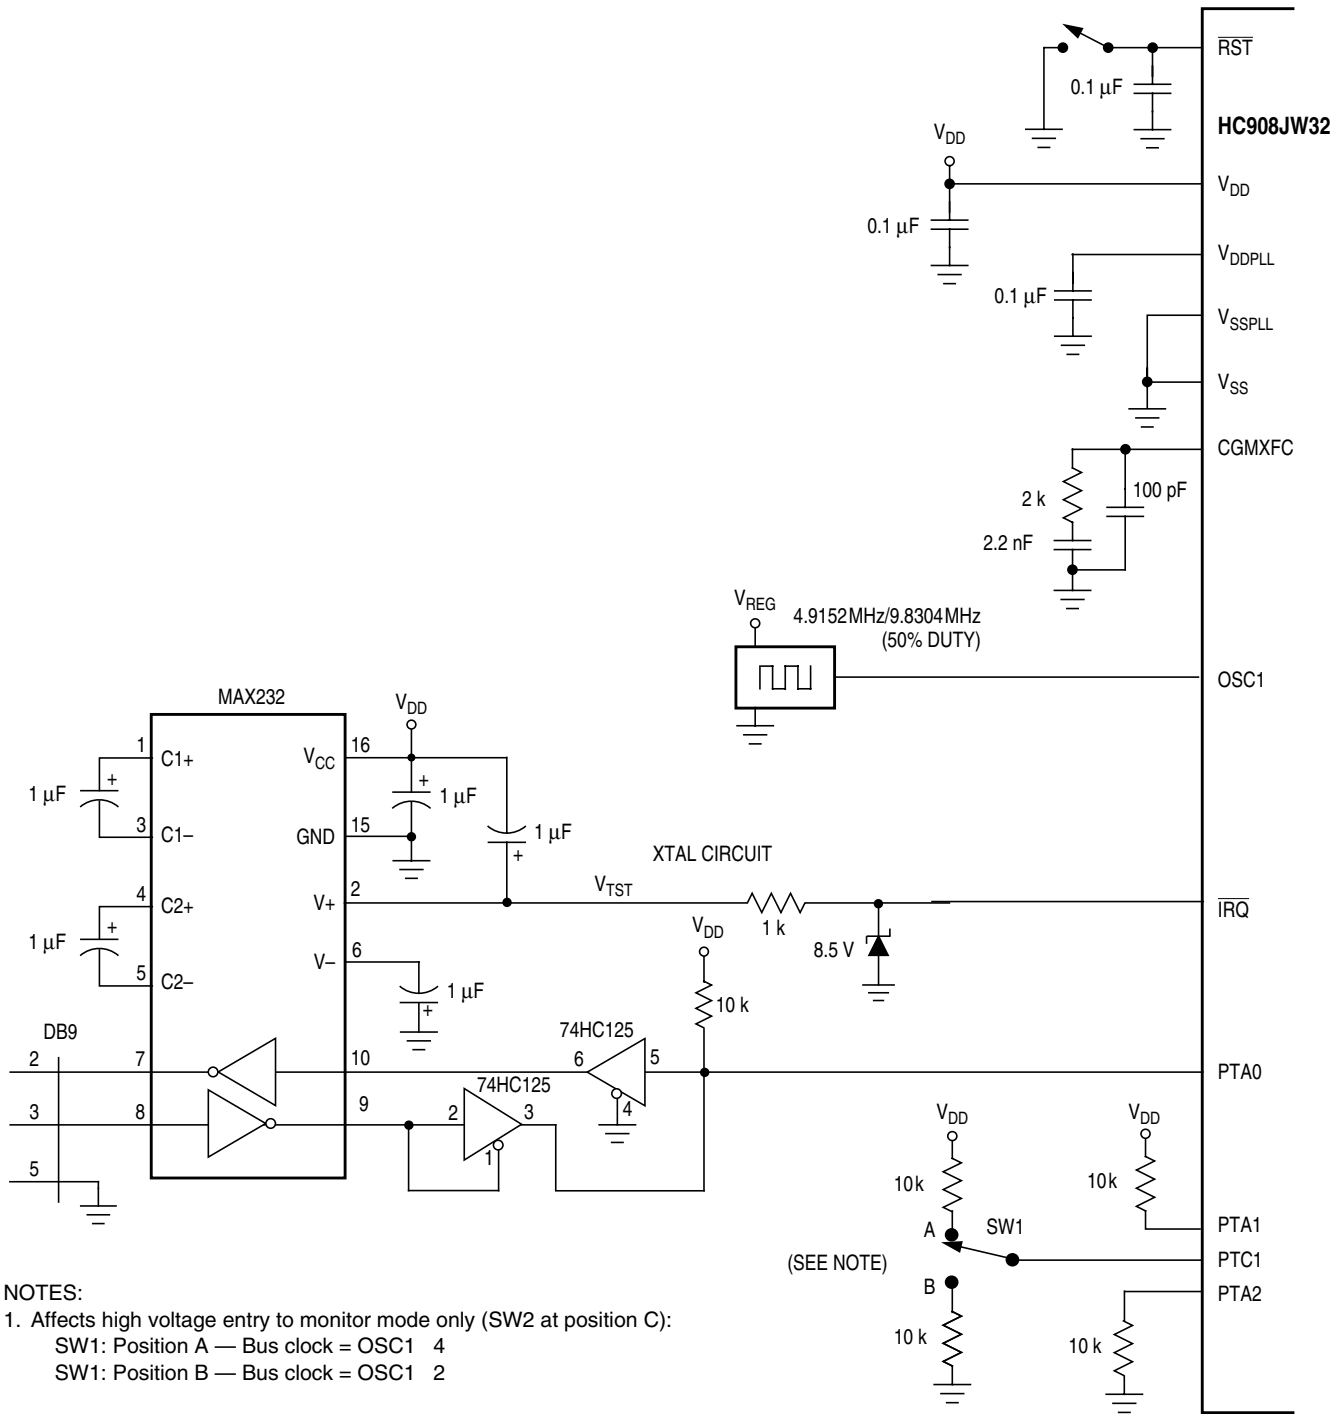 RST
0.1 µF
HC908JW32
VDD
VDD
0.1 µF
VDDPLL
0.1 µF
VSSPLL
VSS
CGMXFC
2 k
100 pF
2.2 nF
VREG
4.9152MHz/9.8304MHz
(50% DUTY)
OSC1
MAX232
VDD
1
C1+
VCC
16
1 µF
+
+
1 µF
3
C1–
GND
15
1 µF
+
XTAL CIRCUIT
4
C2+
V+
2
VTST
1 k
IRQ
1 µF
+
VDD
8.5 V
5
C2–
V–
6
1 µF
+
10 k
DB9
74HC125
2
7
10
6
5
PTA0
74HC125
4
3
8
9
2
3
1
5
VDD
VDD
10k
10k
A
SW1
PTA1
(SEE NOTE)
PTC1
B
PTA2
10 k
10 k
NOTES:
1. Affects high voltage entry to monitor mode only (SW2 at position C):
SW1: Position A — Bus clock = OSC1 4
SW1: Position B — Bus clock = OSC1 2